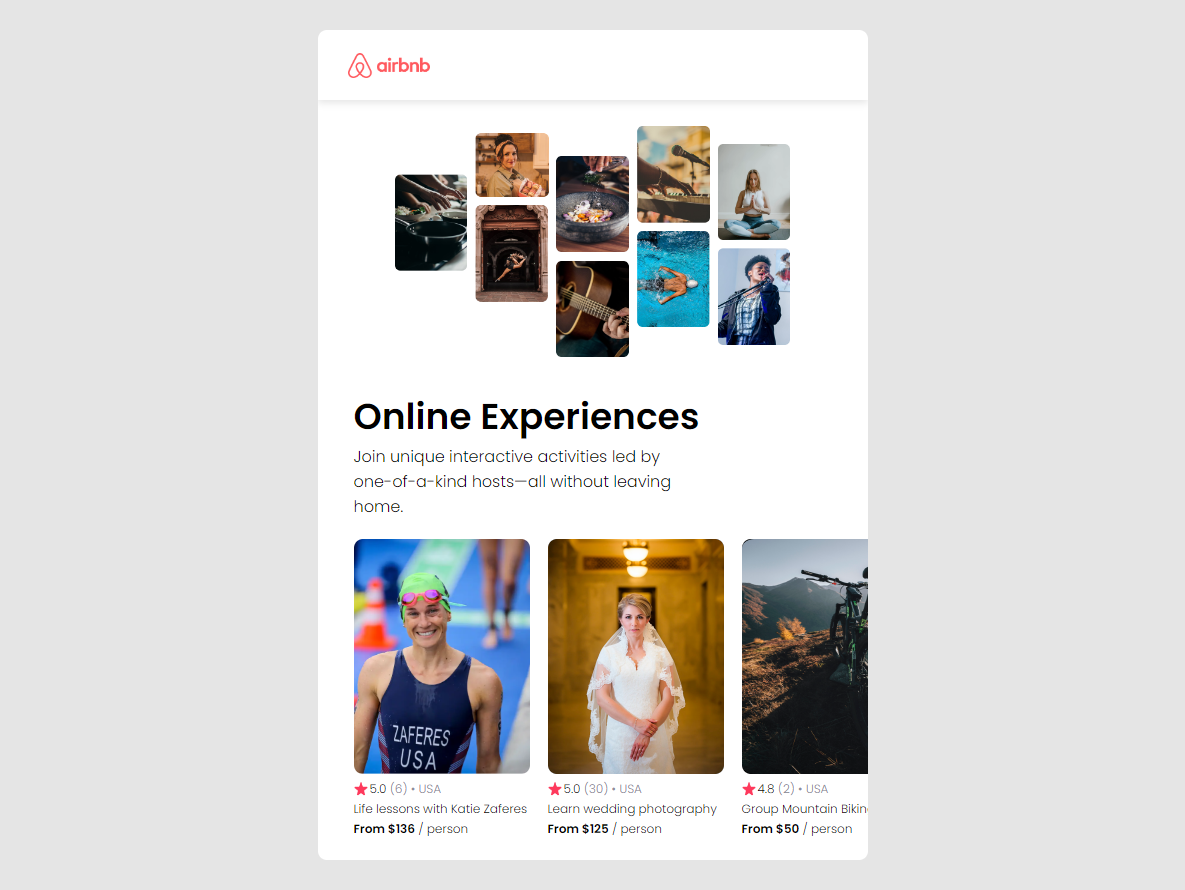 airbnb
Online Experiences
Join unique interactive activities led by
one-of-a-kind hosts—all without leaving
home.
ZAFERES
USA
5.0 (6) • USA
Life lessons with Katie Zaferes
From $136 / person
5.0 (30) • USA
Learn wedding photography
From $125 / person
4.8 (2) • USA
Group Mountain Bikin
From $50 / person